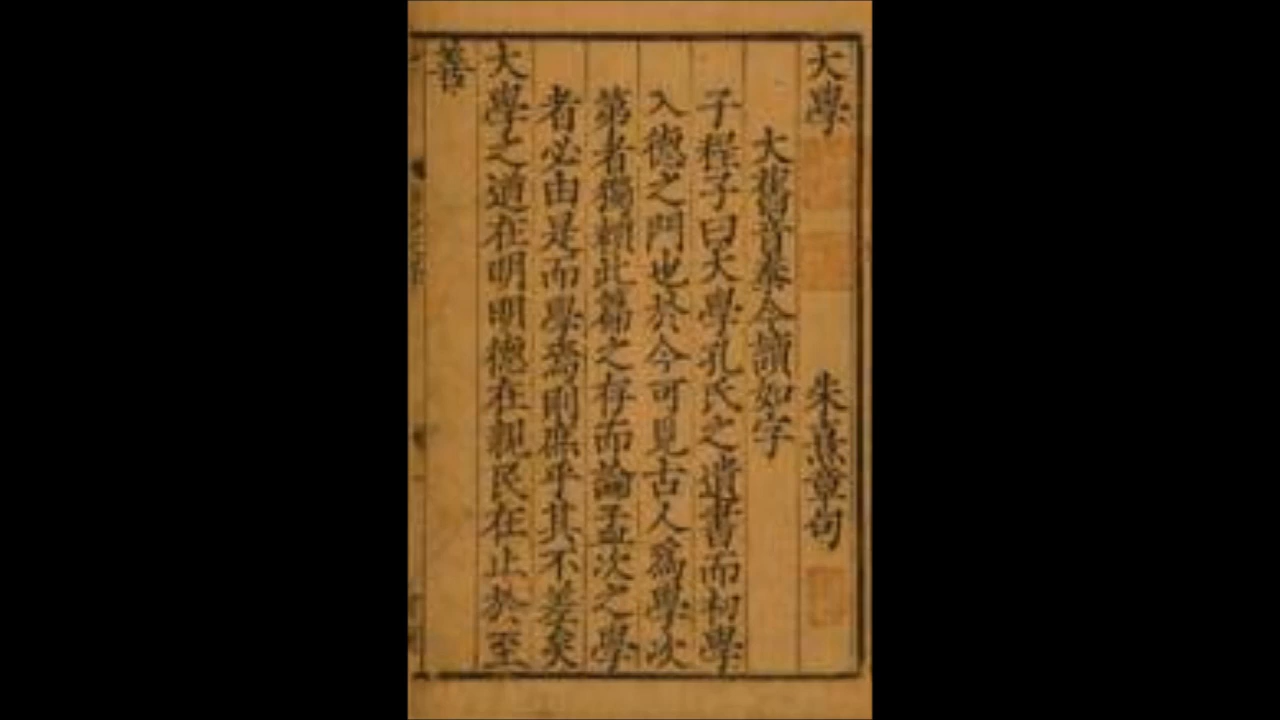 大學 朱熹章句
大舊音泰今讀如字
子程子曰大學孔氏之遺書而初學
入德之門也於今可見古人爲學次
第者獨賴此篇之存而論孟次之學
者必由是而學焉則庶乎其不差矣
大學之道在明明德在親民在止於至
善